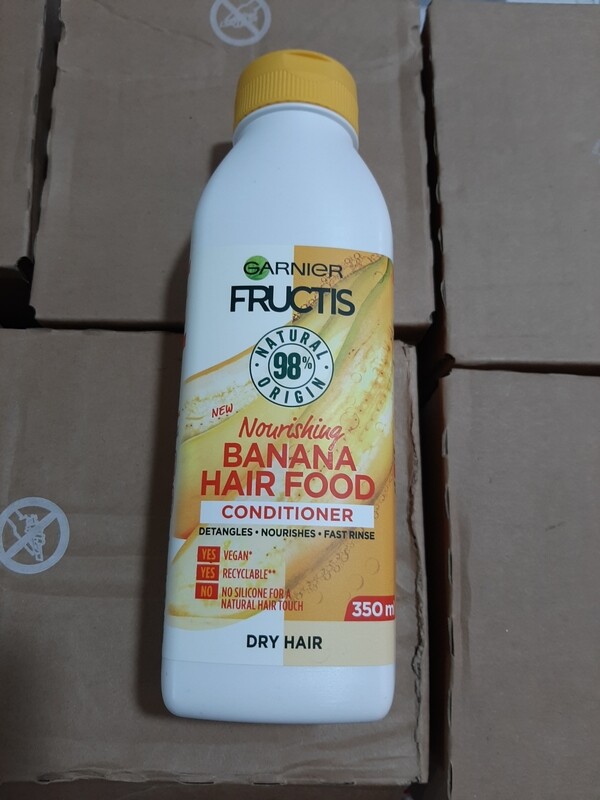 GARNIER
FRUCTIS
NATURAL
98%
ORIGIN
NEW
Nourishing
BANANA
HAIR FOOD
CONDITIONER
DETANGLES • NOURISHES • FAST RINSE
YES VEGAN*
YES RECYCLABLE**
NO NO SILICONE FOR A
NATURAL HAIR TOUCH
350 m
DRY HAIR